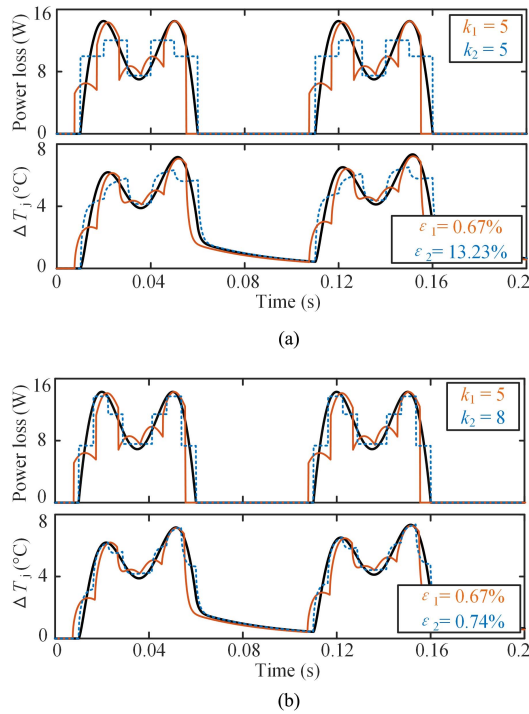 (a)
Power loss (W)
16
8
0
k₁ = 5
k₂ = 5
Δ Tⱼ (°C)
8
4
0
ε₁= 0.67%
ε₂= 13.23%
0 0.04 0.08 0.12 0.16 0.2
Time (s)
(a)
Power loss (W)
16
8
0
k₁ = 5
k₂ = 8
Δ Tⱼ (°C)
8
4
0
ε₁= 0.67%
ε₂= 0.74%
0 0.04 0.08 0.12 0.16 0.2
Time (s)
(b)